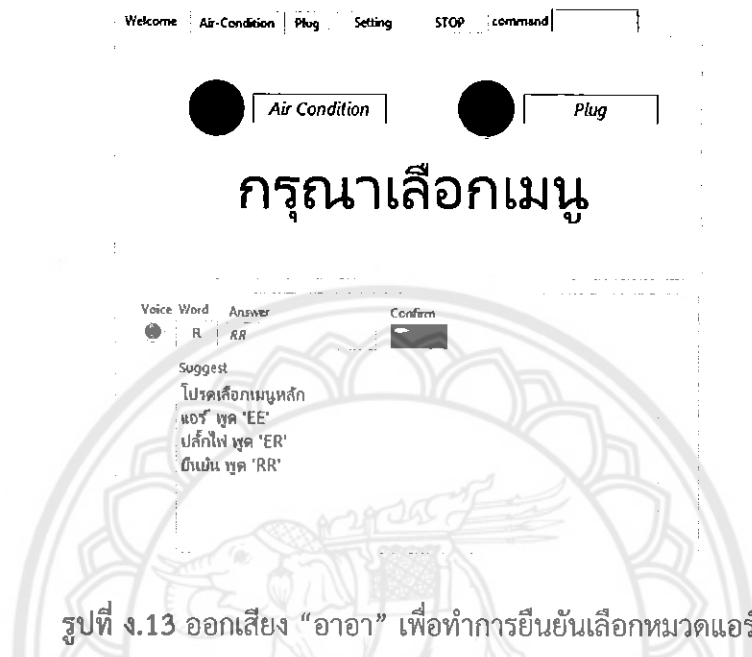 Welcome Air-Condition Plug Setting STOP command
Air Condition Plug
กรุณาเลือกเมนู
Voice Word Answer Confirm
R RR
Suggest
โปรดเลือกเมนูหลัก
แอร์ พูด 'EE'
ปลั๊กไฟ พูด 'ER'
ยืนยัน พูด 'RR'
รูปที่ ง.13 ออกเสียง “อาอา” เพื่อทำการยืนยันเลือกหมวดแอร์